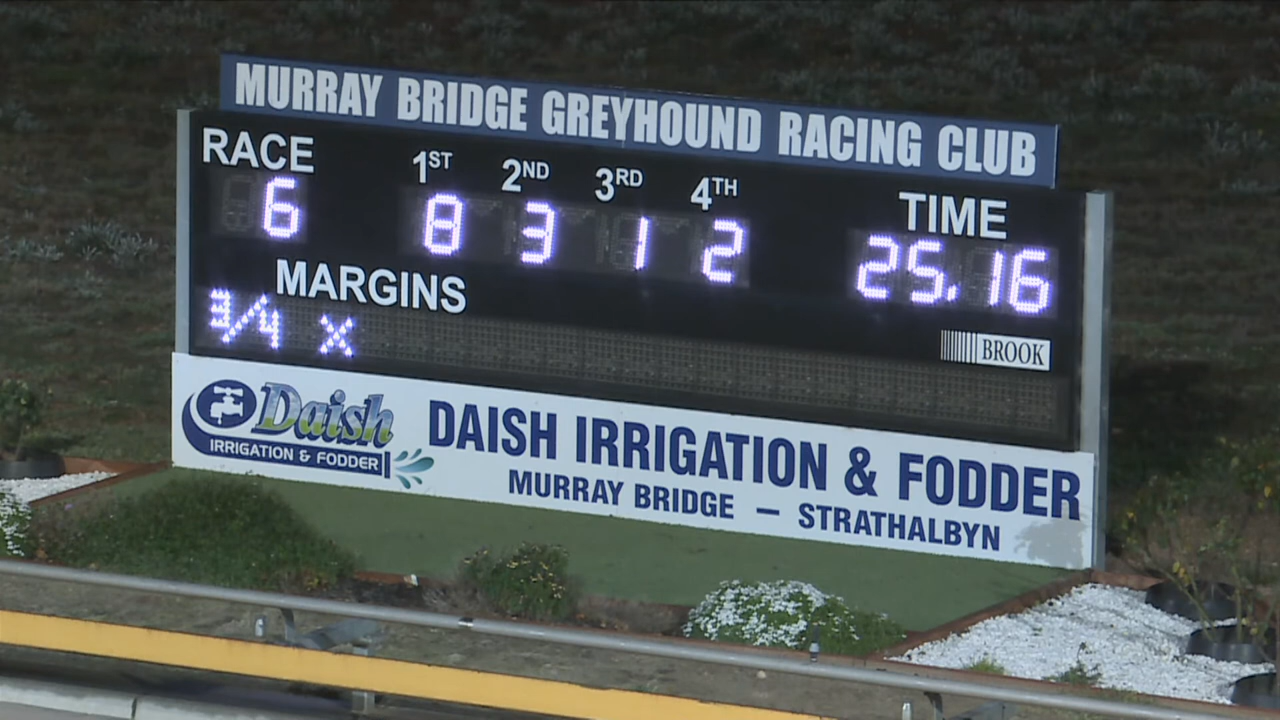 MURRAY BRIDGE GREYHOUND RACING CLUB
RACE 1ST 2ND 3RD 4TH TIME
6 8 3 1 2 25.16
MARGINS
3/4 X
BROOK
Daish
IRRIGATION & FODDER
DAISH IRRIGATION & FODDER
MURRAY BRIDGE – STRATHALBYN